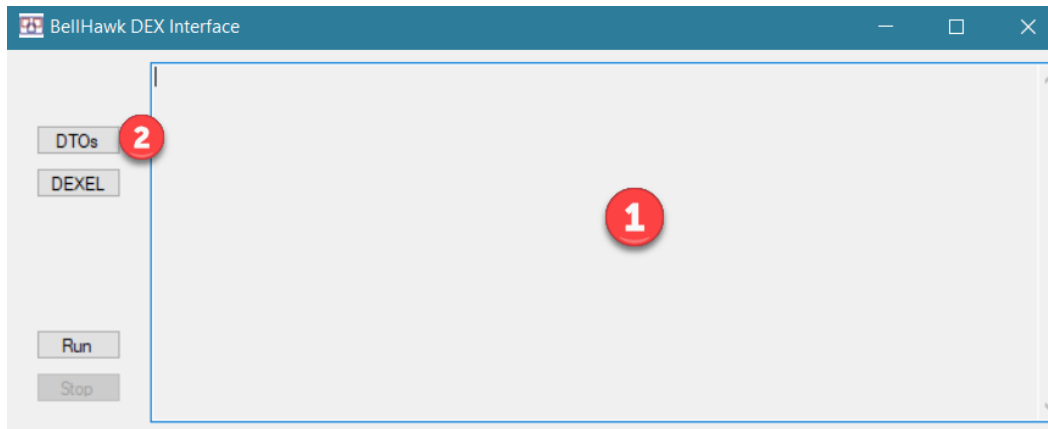 BellHawk DEX Interface
DTOs 2
DEXEL
1
Run
Stop